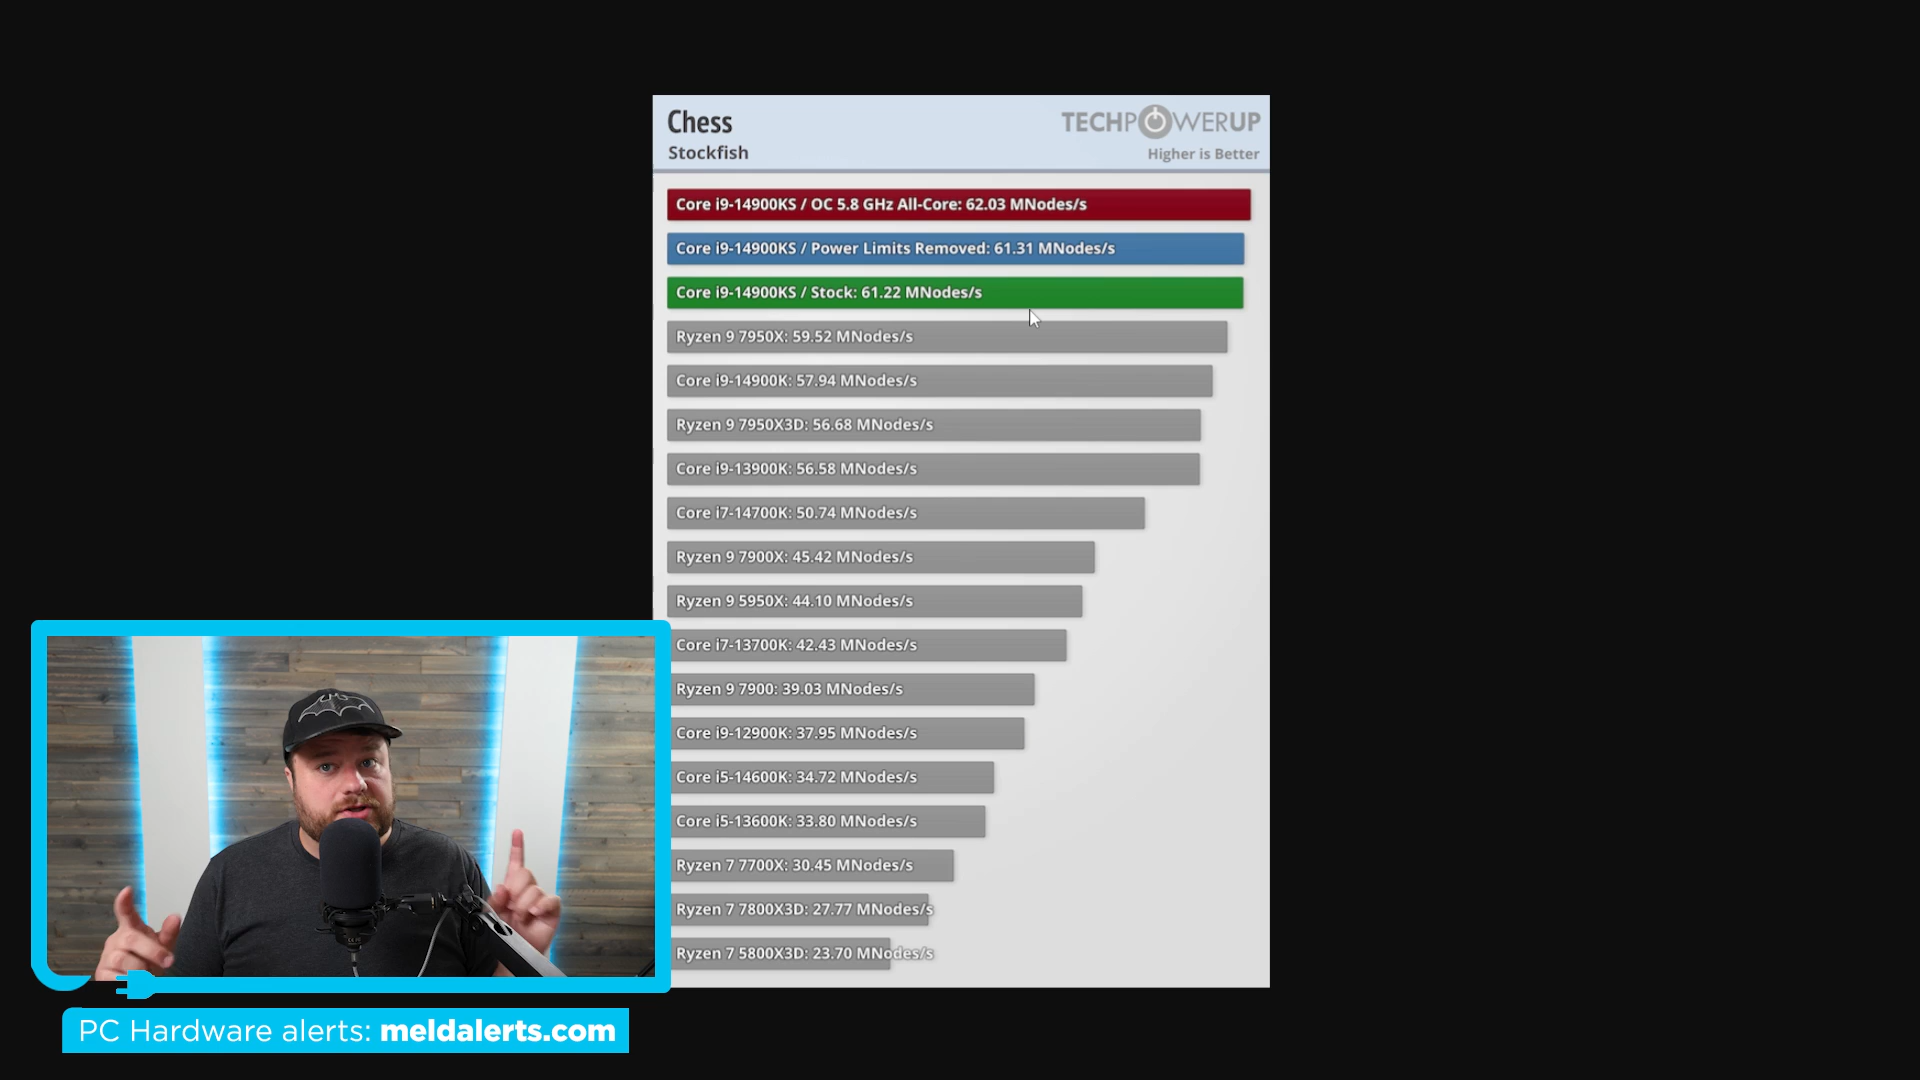 Chess
TECHPOWERUP
Stockfish
Higher is Better
Core i9-14900KS / OC 5.8 GHz All-Core: 62.03 MNodes/s
Core i9-14900KS / Power Limits Removed: 61.31 MNodes/s
Core i9-14900KS / Stock: 61.22 MNodes/s
Ryzen 9 7950X: 59.52 MNodes/s
Core i9-14900K: 57.94 MNodes/s
Ryzen 9 7950X3D: 56.68 MNodes/s
Core i9-13900K: 56.58 MNodes/s
Core i7-14700K: 50.74 MNodes/s
Ryzen 9 7900X: 45.42 MNodes/s
Ryzen 9 5950X: 44.10 MNodes/s
Core i7-13700K: 42.43 MNodes/s
Ryzen 9 7900: 39.03 MNodes/s
Core i9-12900K: 37.95 MNodes/s
Core i5-14600K: 34.72 MNodes/s
Core i5-13600K: 33.80 MNodes/s
Ryzen 7 7700X: 30.45 MNodes/s
Ryzen 7 7800X3D: 27.77 MNodes/s
Ryzen 7 5800X3D: 23.70 MNodes/s
PC Hardware alerts: meldalerts.com